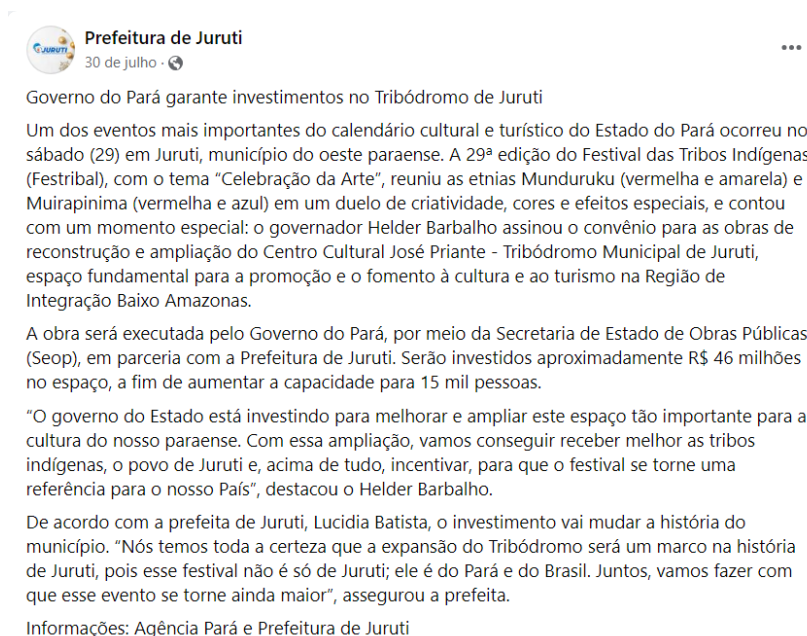 Prefeitura de Juruti
JURUTI
30 de julho ·
Governo do Pará garante investimentos no Tribódromo de Juruti
Um dos eventos mais importantes do calendário cultural e turístico do Estado do Pará ocorreu no
sábado (29) em Juruti, município do oeste paraense. A 29ª edição do Festival das Tribos Indígenas
(Festribal), com o tema “Celebração da Arte”, reuniu as etnias Munduruku (vermelha e amarela) e
Muirapinima (vermelha e azul) em um duelo de criatividade, cores e efeitos especiais, e contou
com um momento especial: o governador Helder Barbalho assinou o convênio para as obras de
reconstrução e ampliação do Centro Cultural José Priante - Tribódromo Municipal de Juruti,
espaço fundamental para a promoção e o fomento à cultura e ao turismo na Região de
Integração Baixo Amazonas.
A obra será executada pelo Governo do Pará, por meio da Secretaria de Estado de Obras Públicas
(Seop), em parceria com a Prefeitura de Juruti. Serão investidos aproximadamente R$ 46 milhões
no espaço, a fim de aumentar a capacidade para 15 mil pessoas.
“O governo do Estado está investindo para melhorar e ampliar este espaço tão importante para a
cultura do nosso paraense. Com essa ampliação, vamos conseguir receber melhor as tribos
indígenas, o povo de Juruti e, acima de tudo, incentivar, para que o festival se torne uma
referência para o nosso País”, destacou o Helder Barbalho.
De acordo com a prefeita de Juruti, Lucidia Batista, o investimento vai mudar a história do
município. “Nós temos toda a certeza que a expansão do Tribódromo será um marco na história
de Juruti, pois esse festival não é só de Juruti; ele é do Pará e do Brasil. Juntos, vamos fazer com
que esse evento se torne ainda maior”, assegurou a prefeita.
Informações: Agência Pará e Prefeitura de Juruti